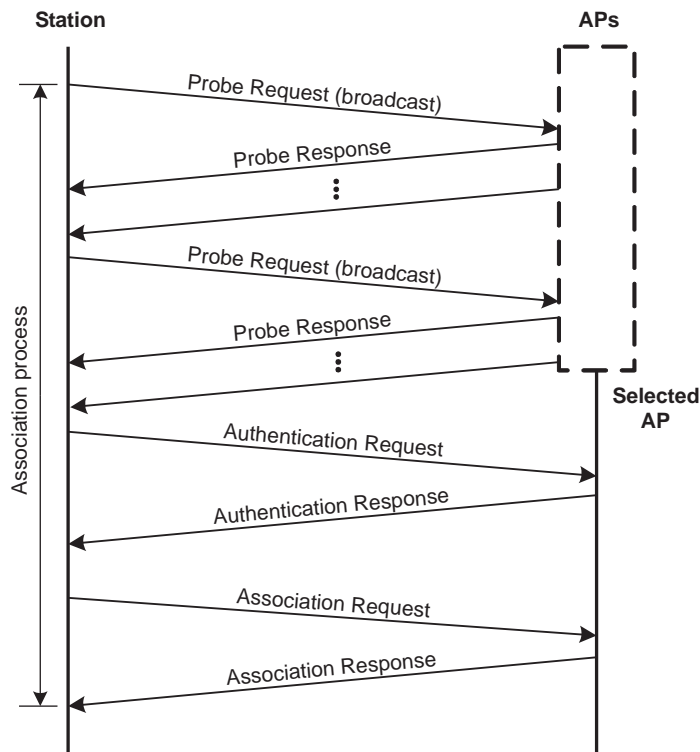 Station
APs
Probe Request (broadcast)
Probe Response
Probe Request (broadcast)
Probe Response
Association process
Selected
AP
Authentication Request
Authentication Response
Association Request
Association Response